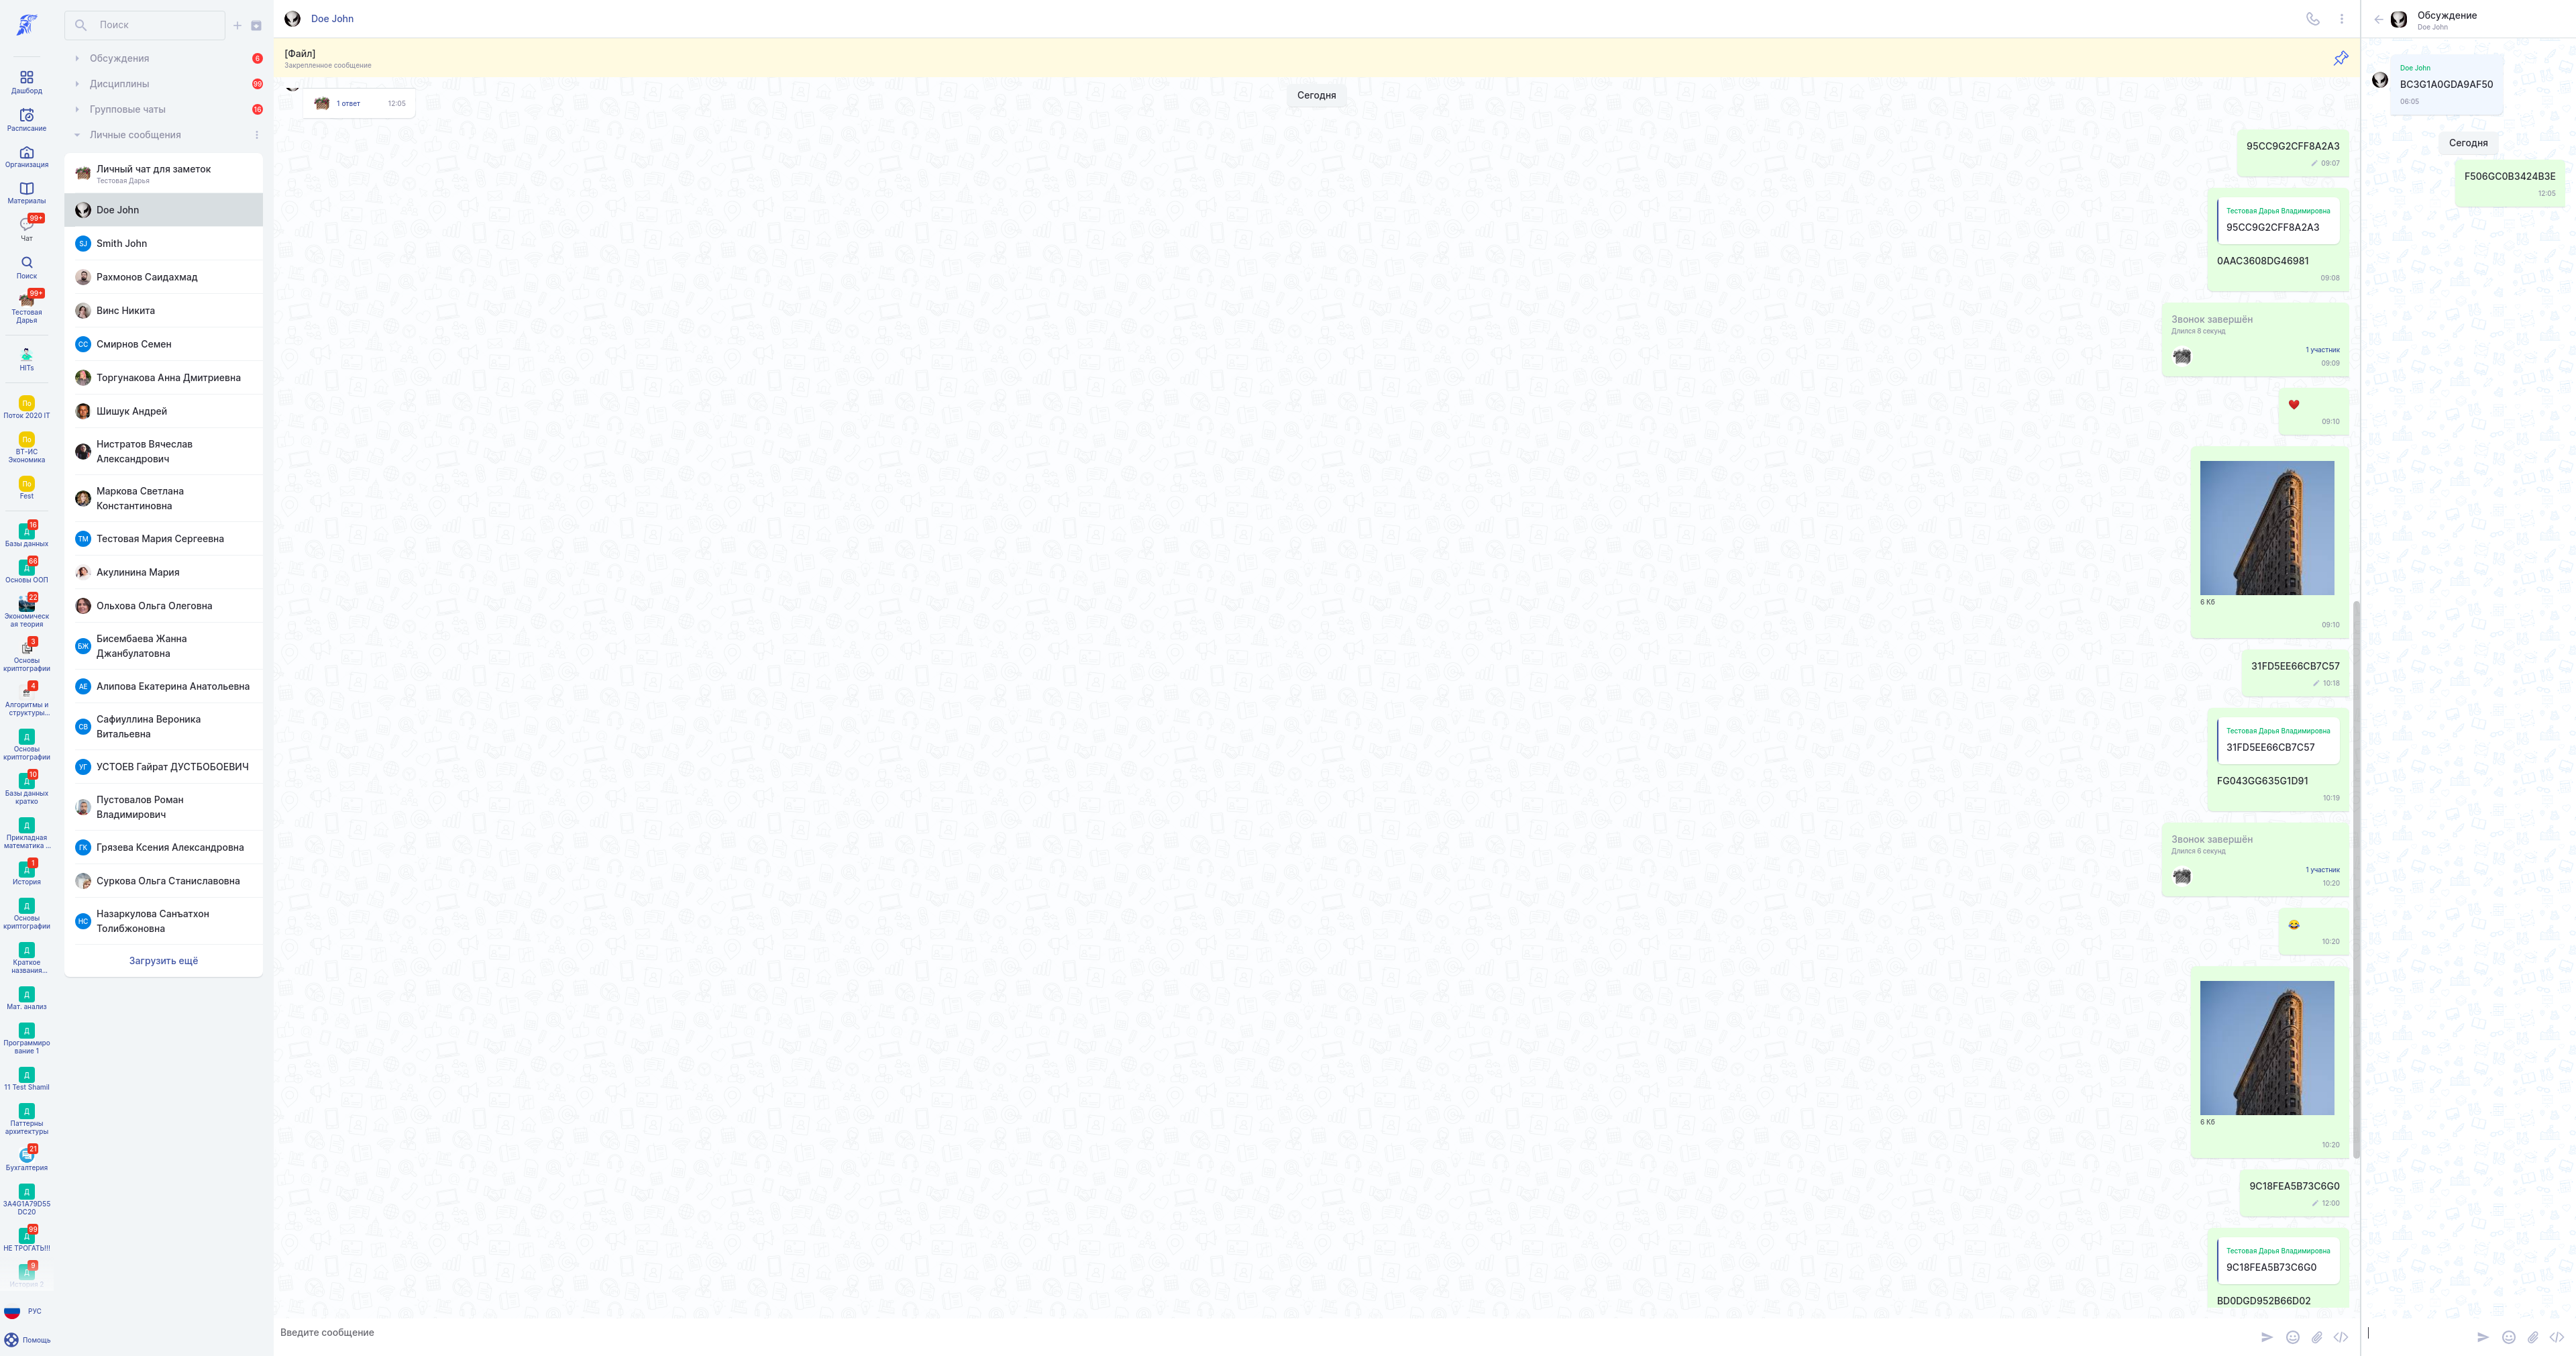 Дашборд
Расписание
Организация
Материалы
99+
Чат
Поиск
99+
Тестовая
Дарья
HITs
По
Поток 2020 IT
По
ВТ-ИС
Экономика
По
Fest
16
Д
Базы данных
66
Д
Основы ООП
22
Экономическ
ая теория
3
Основы
криптографии
4
Алгоритмы и
структуры...
Д
Основы
криптографии
10
Д
Базы данных
кратко
Д
Прикладная
математика ...
1
Д
История
Д
Основы
криптографии
Д
Краткое
названия...
Д
Мат. анализ
Д
Программиро
вание 1
Д
11 Test Shamil
Д
Паттерны
архитектуры
21
Бухгалтерия
Д
3A4G1A79D55
DC20
99
Д
НЕ ТРОГАТЬ!!!
9
Д
История 2
РУС
Помощь
Поиск
Обсуждения 6
Дисциплины 99
Групповые чаты 16
Личные сообщения
Личный чат для заметок
Тестовая Дарья
Doe John
SJ Smith John
Рахмонов Саидахмад
Винс Никита
СС Смирнов Семен
Торгунакова Анна Дмитриевна
Шишук Андрей
Нистратов Вячеслав
Александрович
Маркова Светлана
Константиновна
ТМ Тестовая Мария Сергеевна
Акулинина Мария
Ольхова Ольга Олеговна
БЖ Бисембаева Жанна
Джанбулатовна
АЕ Алипова Екатерина Анатольевна
СВ Сафиуллина Вероника
Витальевна
УГ УСТОЕВ Гайрат ДУСТБОБОЕВИЧ
Пустовалов Роман
Владимирович
ГК Грязева Ксения Александровна
Суркова Ольга Станиславовна
НС Назаркулова Санъатхон
Толибжоновна
Загрузить ещё
Doe John
[Файл]
Закрепленное сообщение
1 ответ 12:05
Сегодня
95CC9G2CFF8A2A3
09:07
Тестовая Дарья Владимировна
95CC9G2CFF8A2A3
0AAC3608DG46981
09:08
Звонок завершён
Длился 8 секунд
1 участник
09:09
09:10
6 Кб
09:10
31FD5EE66CB7C57
10:18
Тестовая Дарья Владимировна
31FD5EE66CB7C57
FG043GG635G1D91
10:19
Звонок завершён
Длился 6 секунд
1 участник
10:20
10:20
6 Кб
10:20
9C18FEA5B73C6G0
12:00
Тестовая Дарья Владимировна
9C18FEA5B73C6G0
BD0DGD952B66D02
Введите сообщение
Обсуждение
Doe John
Doe John
BC3G1A0GDA9AF50
06:05
Сегодня
F506GC0B3424B3E
12:05